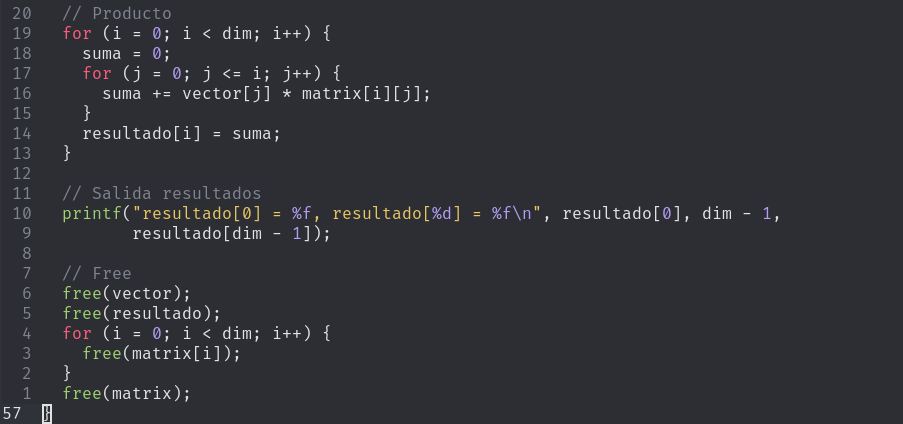 20 // Producto
19 for (i = 0; i < dim; i++) {
18 suma = 0;
17 for (j = 0; j <= i; j++) {
16 suma += vector[j] * matrix[i][j];
15 }
14 resultado[i] = suma;
13 }
12
11 // Salida resultados
10 printf("resultado[0] = %f, resultado[%d] = %f\n", resultado[0], dim - 1,
9 resultado[dim - 1]);
8
7 // Free
6 free(vector);
5 free(resultado);
4 for (i = 0; i < dim; i++) {
3 free(matrix[i]);
2 }
1 free(matrix);
57 }